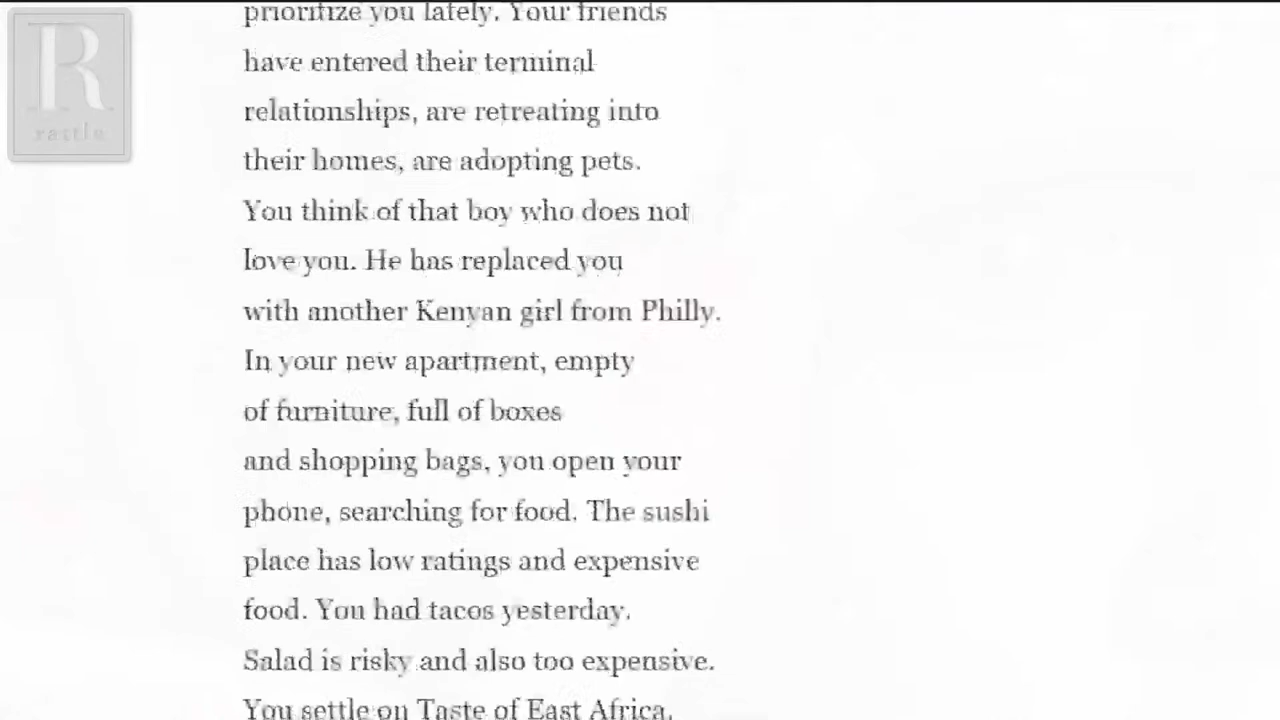 R
rattle
prioritize you lately. Your friends
have entered their terminal
relationships, are retreating into
their homes, are adopting pets.
You think of that boy who does not
love you. He has replaced you
with another Kenyan girl from Philly.
In your new apartment, empty
of furniture, full of boxes
and shopping bags, you open your
phone, searching for food. The sushi
place has low ratings and expensive
food. You had tacos yesterday.
Salad is risky and also too expensive.
You settle on Taste of East Africa,